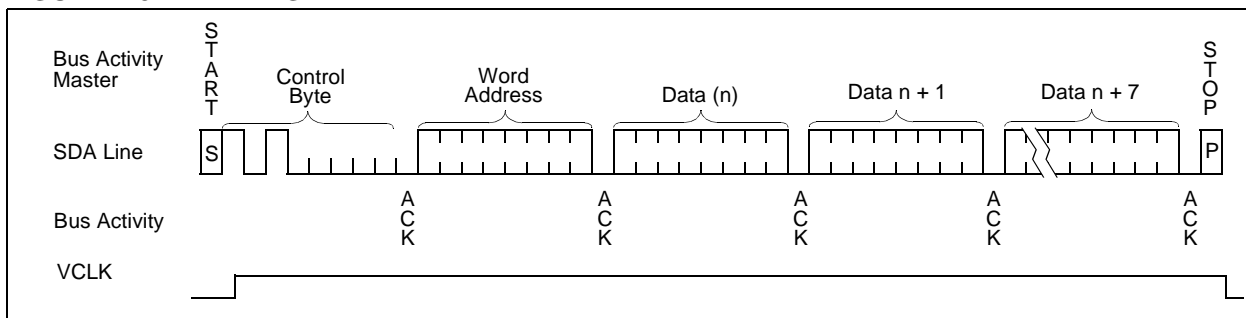 START
STOP
Bus Activity
Master
Control
Byte
Word
Address
Data (n)
Data n + 1
Data n + 7
SDA Line
S
P
Bus Activity
ACK
ACK
ACK
ACK
ACK
VCLK